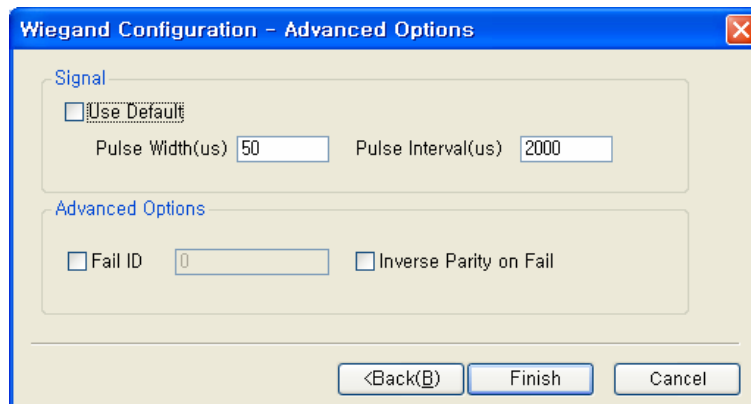 Wiegand Configuration - Advanced Options
Signal
Use Default
Pulse Width(us) 50 Pulse Interval(us) 2000
Advanced Options
Fail ID 0 Inverse Parity on Fail
<Back(B) Finish Cancel